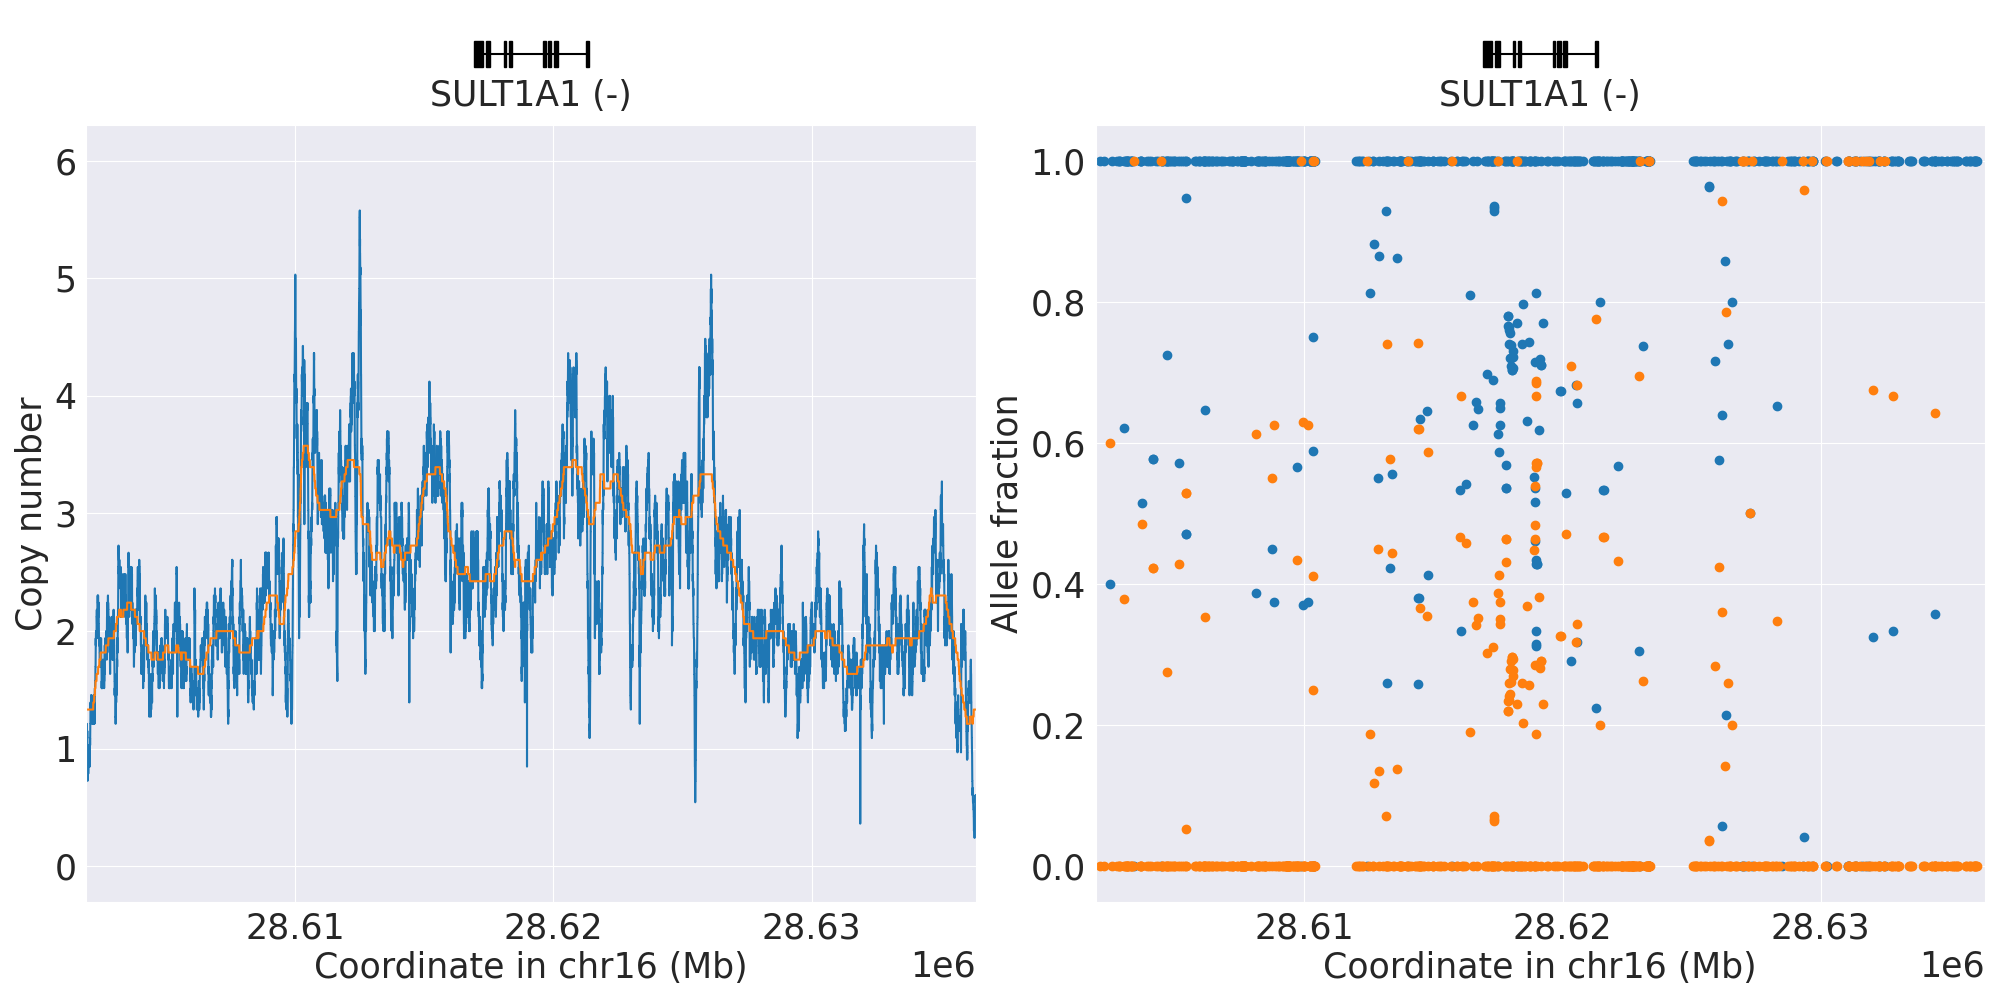 SULT1A1 (-)
6
5
4
3
2
1
0
Copy number
28.61
28.62
28.63
Coordinate in chr16 (Mb)
1e6
SULT1A1 (-)
1.0
0.8
0.6
0.4
0.2
0.0
Allele fraction
28.61
28.62
28.63
Coordinate in chr16 (Mb)
1e6